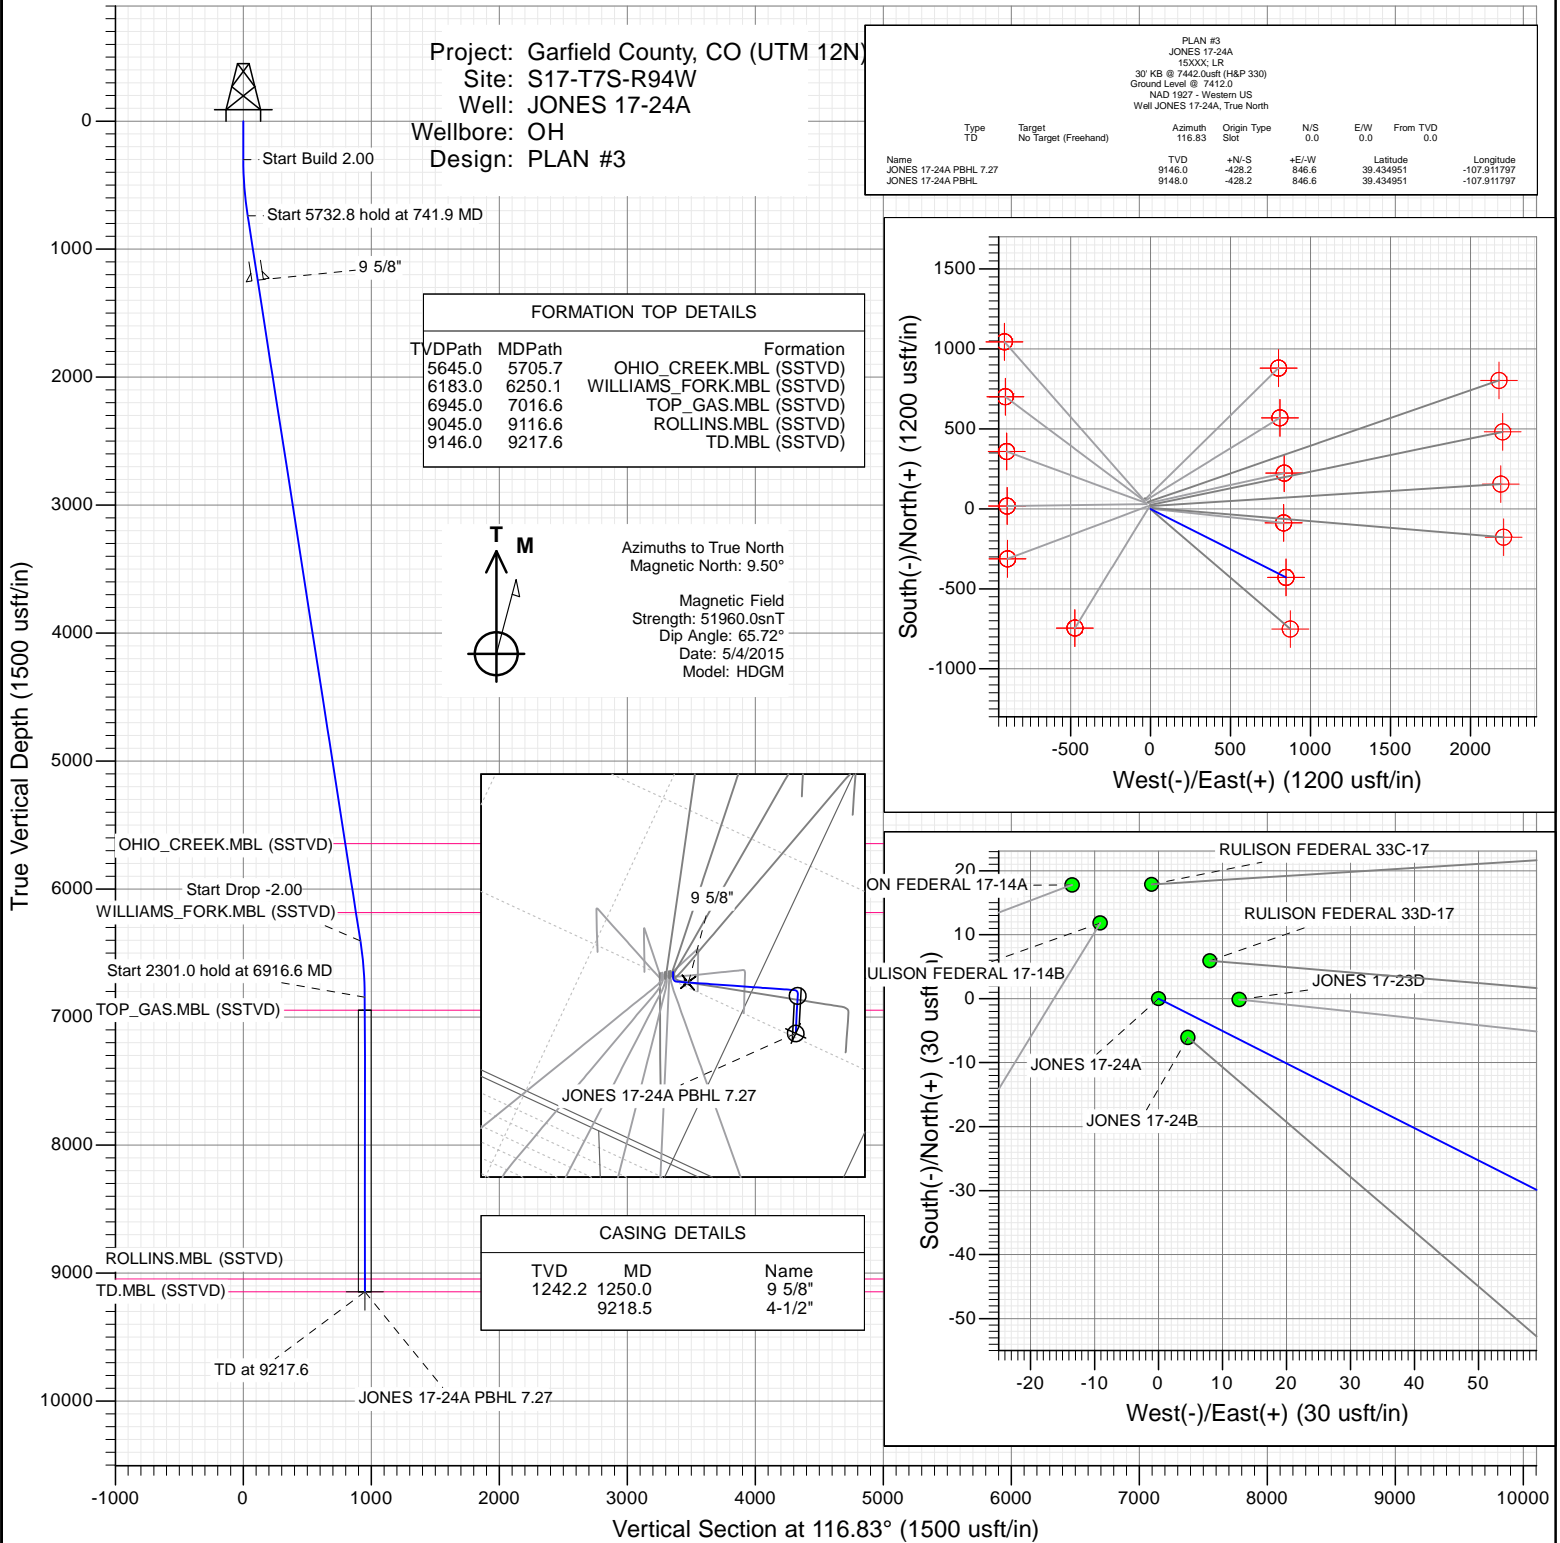 Project: Garfield County, CO (UTM 12N)
Site: S17-T7S-R94W
Well: JONES 17-24A
Wellbore: OH
Design: PLAN #3
PLAN #3
JONES 17-24A
15XXX; LR
30' KB @ 7442.0usft (H&P 330)
Ground Level @ 7412.0
NAD 1927 - Western US
Well JONES 17-24A, True North
Type Target Azimuth Origin Type N/S E/W From TVD
TD No Target (Freehand) 116.83 Slot 0.0 0.0 0.0
Name TVD +N/-S +E/-W Latitude Longitude
JONES 17-24A PBHL 7.27 9146.0 -428.2 846.6 39.434951 -107.911797
JONES 17-24A PBHL 9148.0 -428.2 846.6 39.434951 -107.911797
True Vertical Depth (1500 usft/in)
0
1000
2000
3000
4000
5000
6000
7000
8000
9000
10000
Start Build 2.00
Start 5732.8 hold at 741.9 MD
9 5/8"
OHIO_CREEK.MBL (SSTVD)
Start Drop -2.00
WILLIAMS_FORK.MBL (SSTVD)
Start 2301.0 hold at 6916.6 MD
TOP_GAS.MBL (SSTVD)
ROLLINS.MBL (SSTVD)
TD.MBL (SSTVD)
TD at 9217.6
JONES 17-24A PBHL 7.27
FORMATION TOP DETAILS
TVDPath MDPath Formation
5645.0 5705.7 OHIO_CREEK.MBL (SSTVD)
6183.0 6250.1 WILLIAMS_FORK.MBL (SSTVD)
6945.0 7016.6 TOP_GAS.MBL (SSTVD)
9045.0 9116.6 ROLLINS.MBL (SSTVD)
9146.0 9217.6 TD.MBL (SSTVD)
T M
Azimuths to True North
Magnetic North: 9.50°
Magnetic Field
Strength: 51960.0snT
Dip Angle: 65.72°
Date: 5/4/2015
Model: HDGM
9 5/8"
JONES 17-24A PBHL 7.27
CASING DETAILS
TVD MD Name
1242.2 1250.0 9 5/8"
9218.5 4-1/2"
-1000 0 1000 2000 3000 4000 5000 6000 7000 8000 9000 10000
Vertical Section at 116.83° (1500 usft/in)
South(-)/North(+) (1200 usft/in)
1500
1000
500
0
-500
-1000
-500 0 500 1000 1500 2000
West(-)/East(+) (1200 usft/in)
South(-)/North(+) (30 usft/in)
20
10
0
-10
-20
-30
-40
-50
RULISON FEDERAL 33C-17
ON FEDERAL 17-14A
RULISON FEDERAL 33D-17
ULISON FEDERAL 17-14B
JONES 17-23D
JONES 17-24A
JONES 17-24B
-20 -10 0 10 20 30 40 50
West(-)/East(+) (30 usft/in)